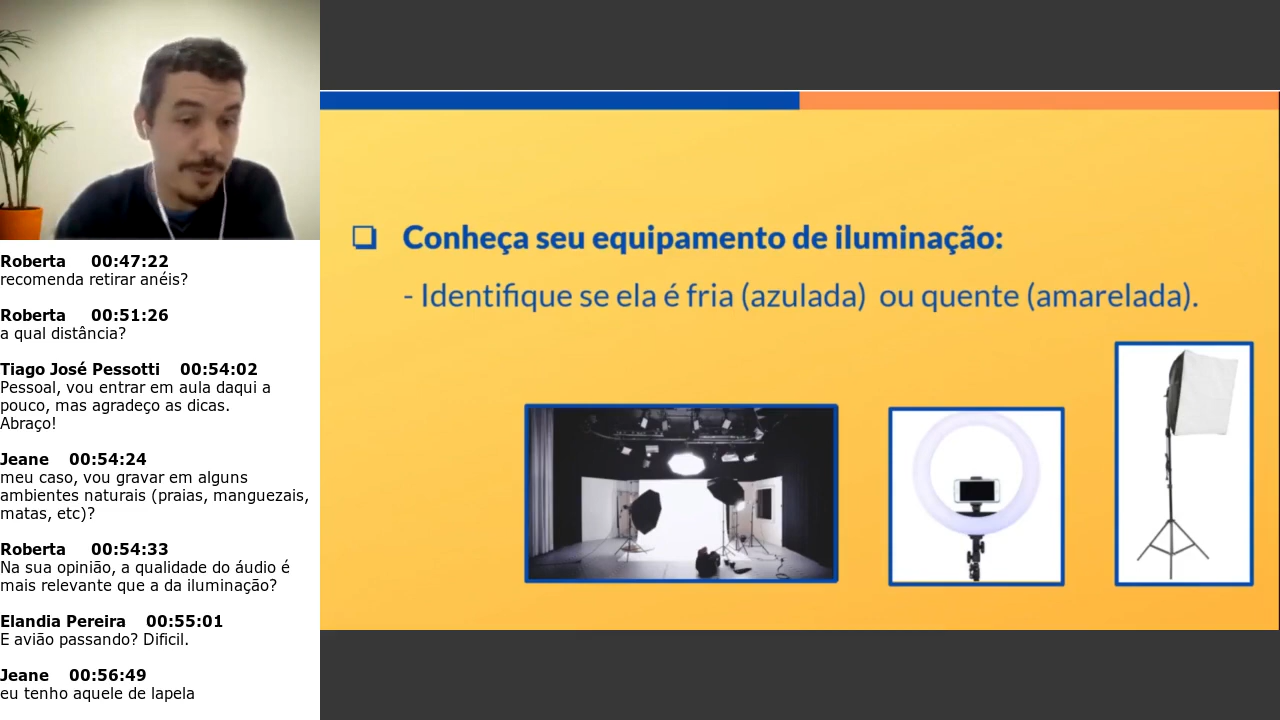 Roberta 00:47:22
recomenda retirar anéis?
Roberta 00:51:26
a qual distância?
Tiago José Pessotti 00:54:02
Pessoal, vou entrar em aula daqui a
pouco, mas agradeço as dicas.
Abraço!
Jeane 00:54:24
meu caso, vou gravar em alguns
ambientes naturais (praias, manguezais,
matas, etc)?
Roberta 00:54:33
Na sua opinião, a qualidade do áudio é
mais relevante que a da iluminação?
Elandia Pereira 00:55:01
E avião passando? Dificil.
Jeane 00:56:49
eu tenho aquele de lapela
❏ Conheça seu equipamento de iluminação:
- Identifique se ela é fria (azulada) ou quente (amarelada).